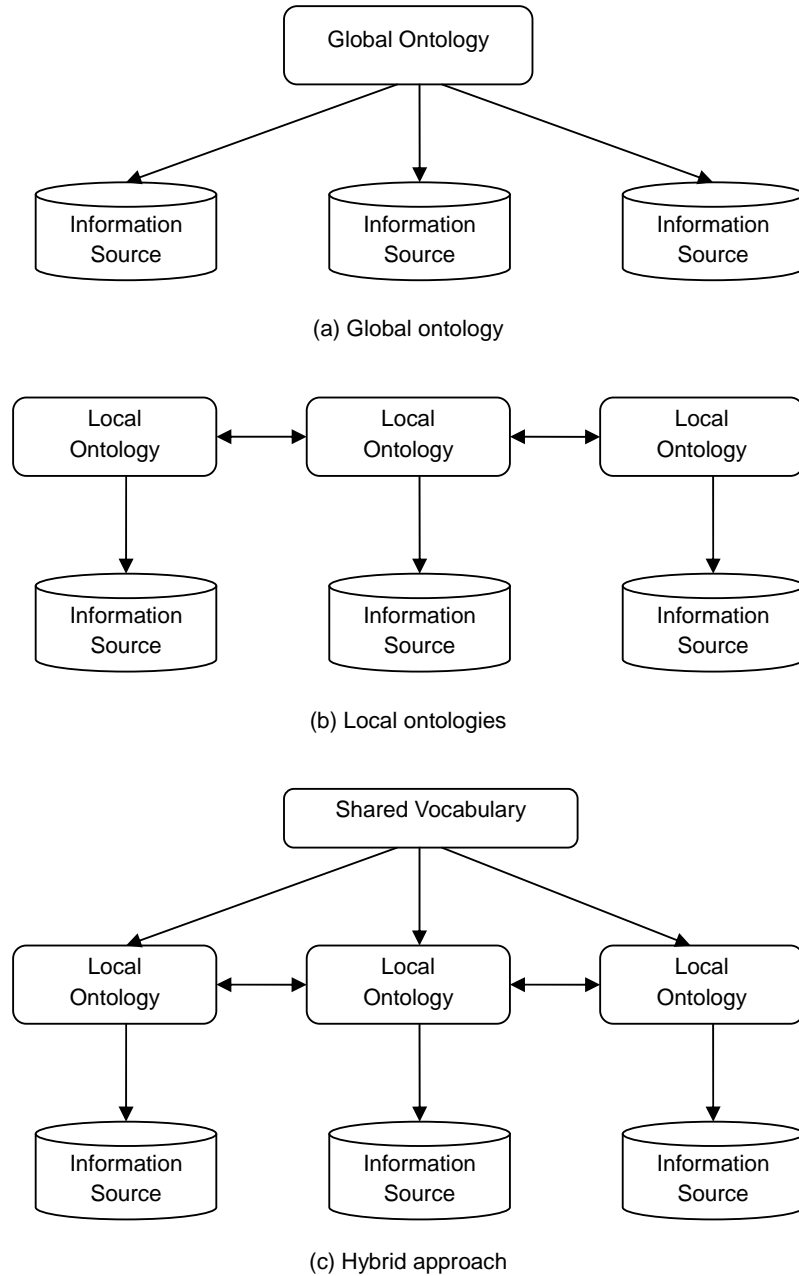 Global Ontology
Information Source
Information Source
Information Source
(a) Global ontology
Local Ontology
Local Ontology
Local Ontology
Information Source
Information Source
Information Source
(b) Local ontologies
Shared Vocabulary
Local Ontology
Local Ontology
Local Ontology
Information Source
Information Source
Information Source
(c) Hybrid approach